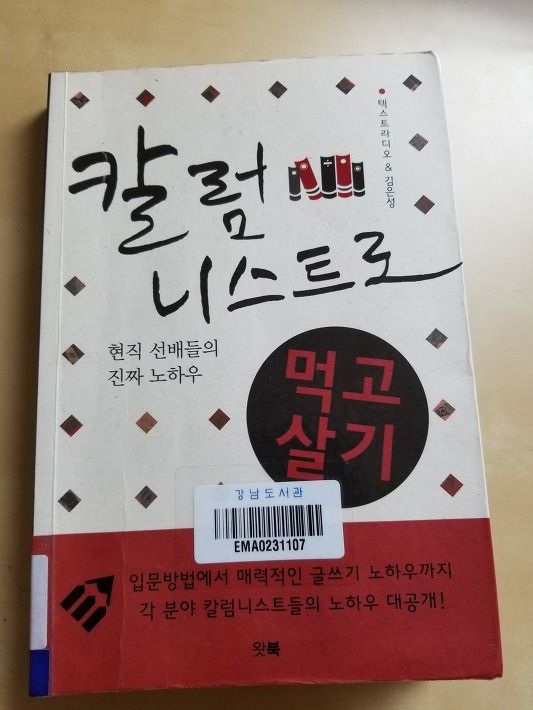 텍스트라디오 & 김은성
칼럼
니스트로
현직 선배들의
진짜 노하우
먹고
살기
강남도서관
EMA0231107
입문방법에서 매력적인 글쓰기 노하우까지
각 분야 칼럼니스트들의 노하우 대공개!
왓북